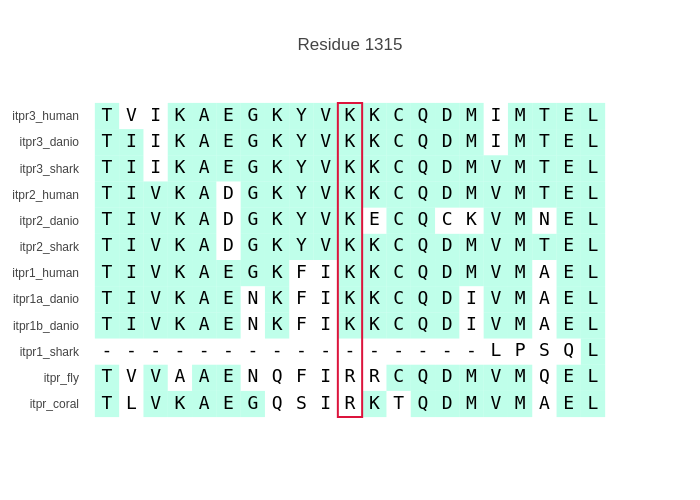 Residue 1315
itpr3_human T V I K A E G K Y V K K C Q D M I M T E L
itpr3_danio T I I K A E G K Y V K K C Q D M I M T E L
itpr3_shark T I I K A E G K Y V K K C Q D M V M T E L
itpr2_human T I V K A D G K Y V K K C Q D M V M T E L
itpr2_danio T I V K A D G K Y V K E C Q C K V M N E L
itpr2_shark T I V K A D G K Y V K K C Q D M V M T E L
itpr1_human T I V K A E G K F I K K C Q D M V M A E L
itpr1a_danio T I V K A E N K F I K K C Q D I V M A E L
itpr1b_danio T I V K A E N K F I K K C Q D I V M A E L
itpr1_shark - - - - - - - - - - - - - - - - L P S Q L
itpr_fly T V V A A E N Q F I R R C Q D M V M Q E L
itpr_coral T L V K A E G Q S I R K T Q D M V M A E L